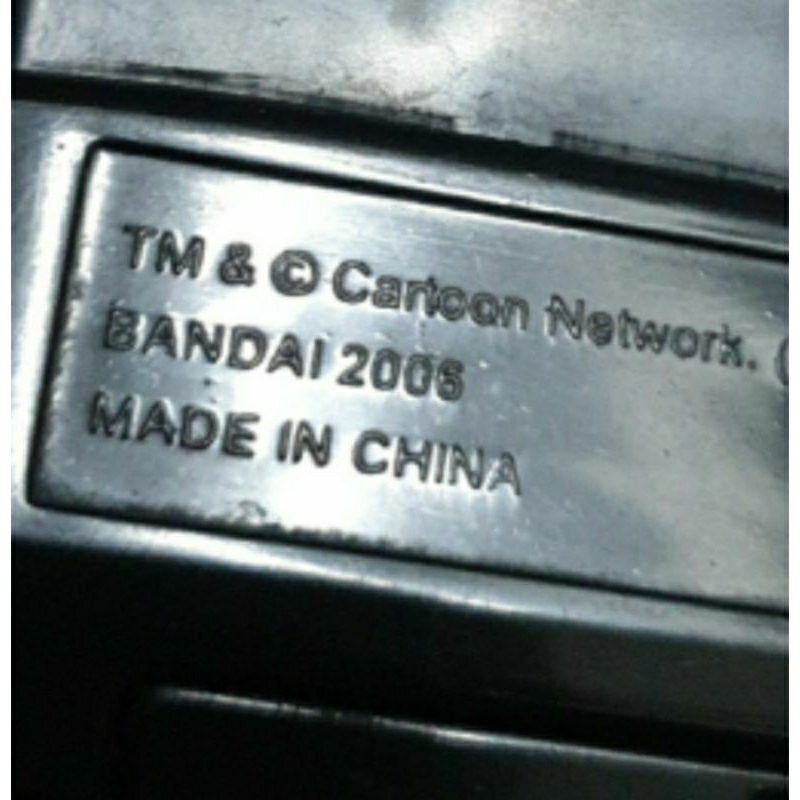 TM & © Cartoon Network. (
BANDAI 2006
MADE IN CHINA